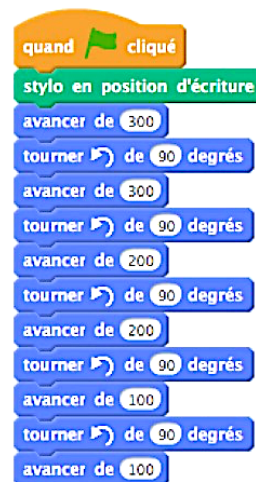 quand cliqué
stylo en position d'écriture
avancer de 300
tourner de 90 degrés
avancer de 300
tourner de 90 degrés
avancer de 200
tourner de 90 degrés
avancer de 200
tourner de 90 degrés
avancer de 100
tourner de 90 degrés
avancer de 100